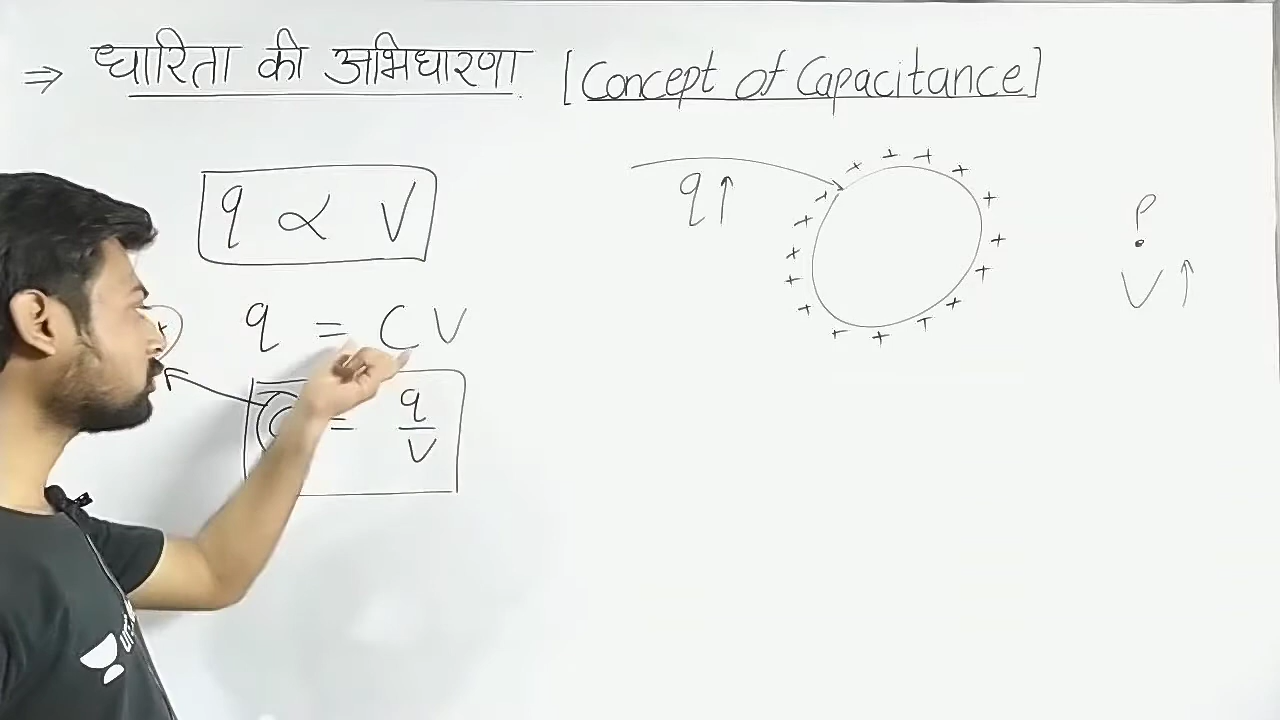 ⇒ धारिता की अभिधारणा [Concept of Capacitance]
q ∝ V
q = CV
C = q/V
q↑
?
V↑